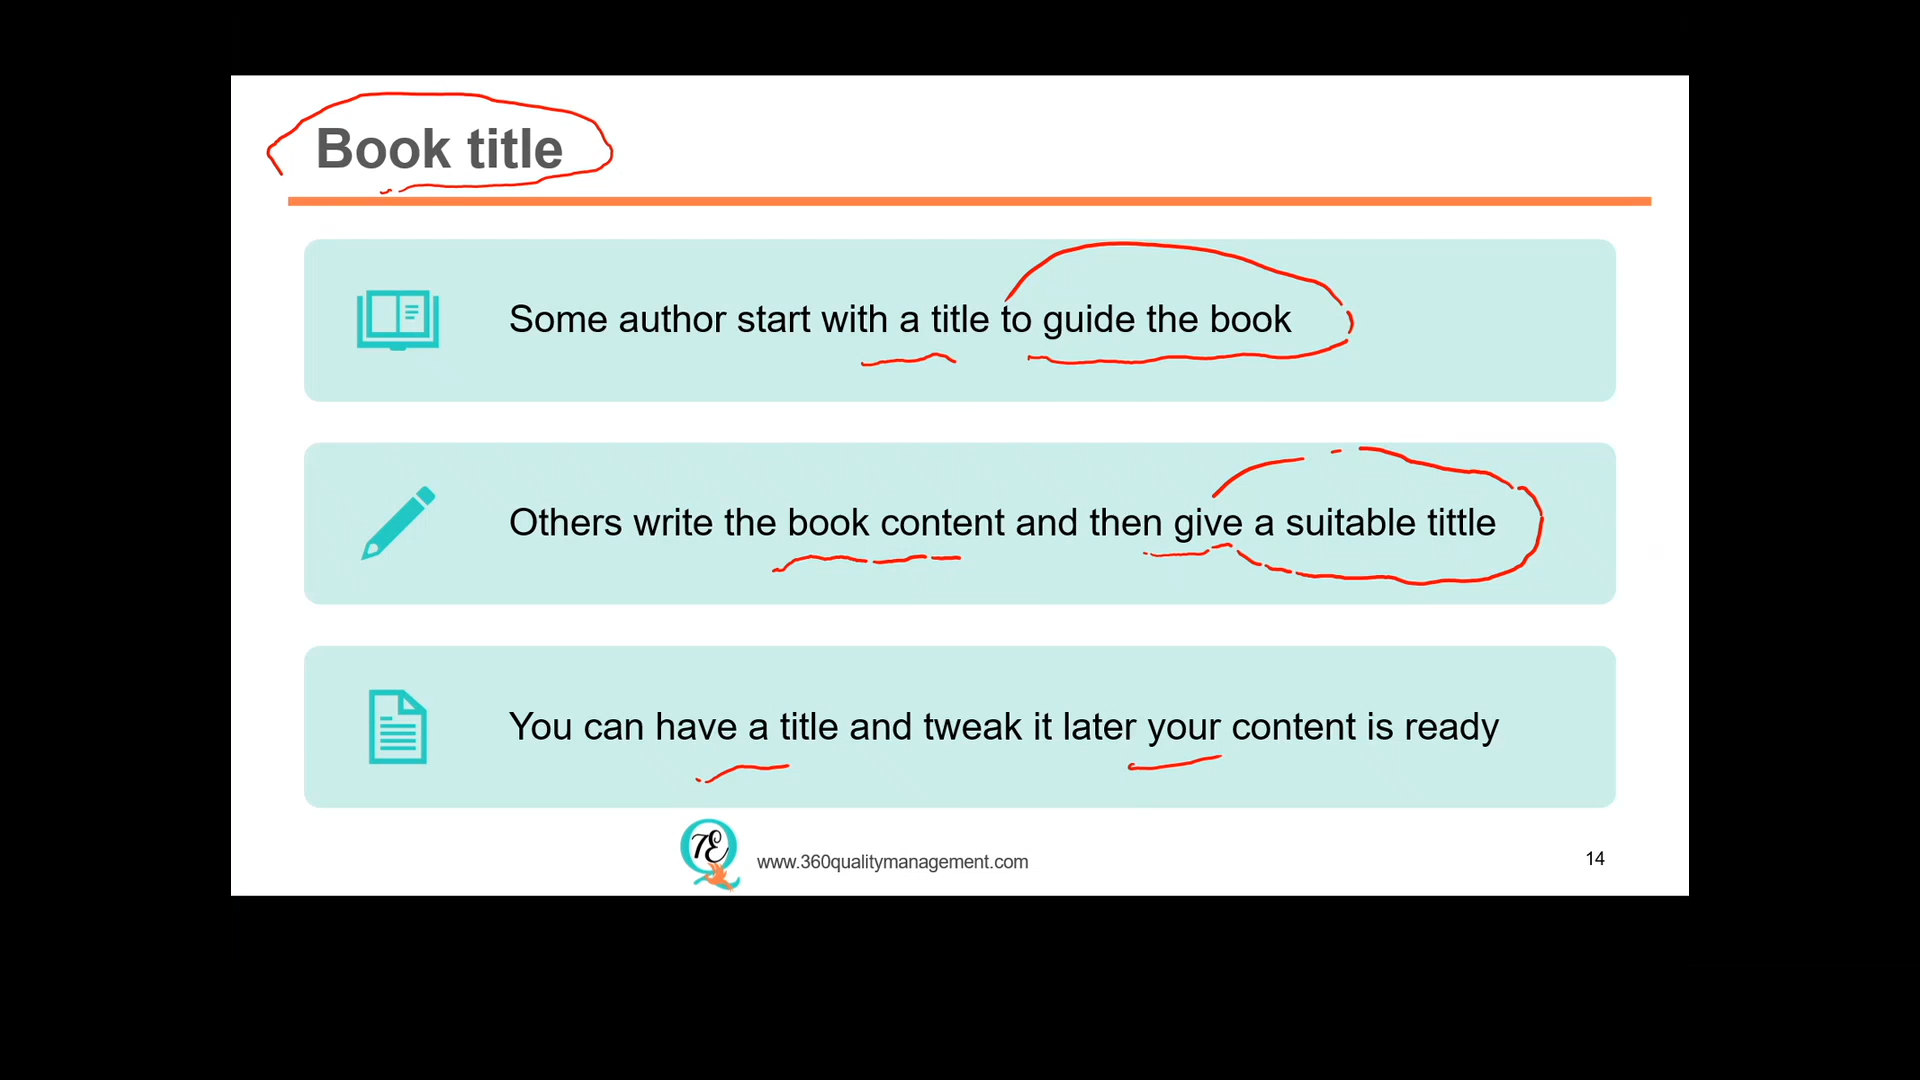 Book title
Some author start with a title to guide the book
Others write the book content and then give a suitable tittle
You can have a title and tweak it later your content is ready
7E
www.360qualitymanagement.com
14